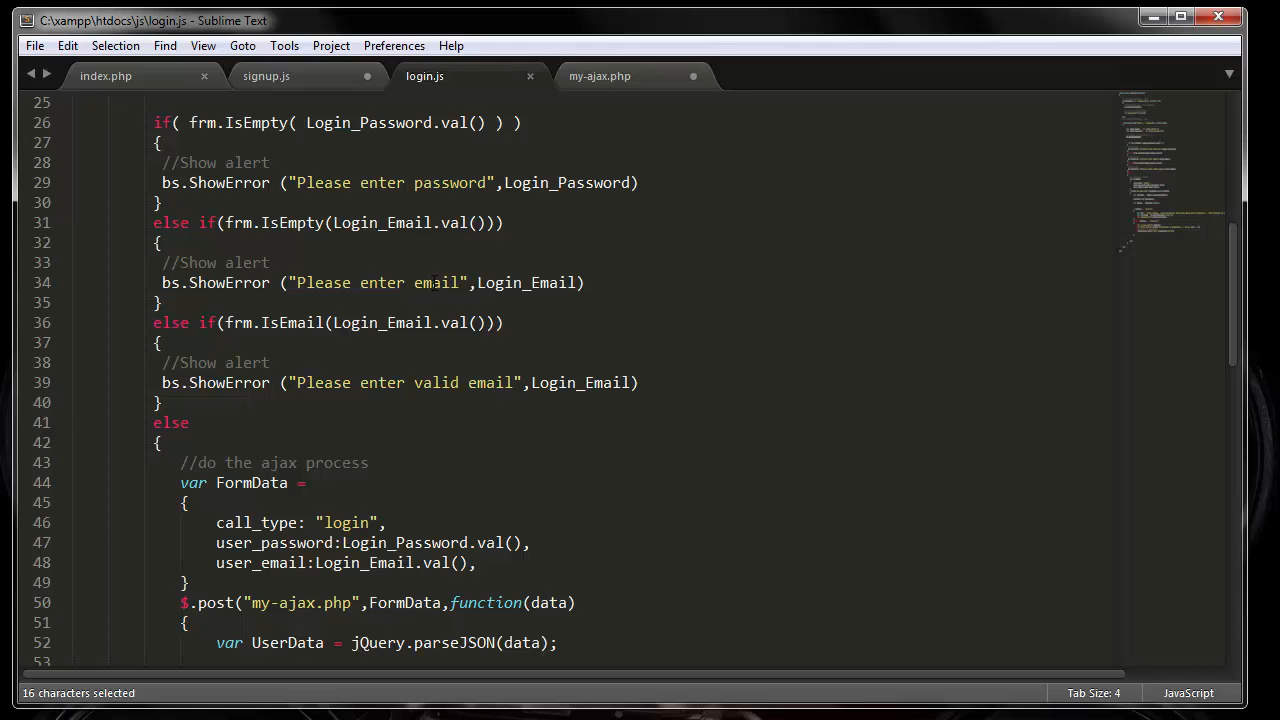 C:\xampp\htdocs\js\login.js - Sublime Text
File Edit Selection Find View Goto Tools Project Preferences Help
index.php signup.js login.js my-ajax.php
25
26 if( frm.IsEmpty( Login_Password.val() ) )
27 {
28 //Show alert
29 bs.ShowError ("Please enter password",Login_Password)
30 }
31 else if(frm.IsEmpty(Login_Email.val()))
32 {
33 //Show alert
34 bs.ShowError ("Please enter email",Login_Email)
35 }
36 else if(frm.IsEmail(Login_Email.val()))
37 {
38 //Show alert
39 bs.ShowError ("Please enter valid email",Login_Email)
40 }
41 else
42 {
43 //do the ajax process
44 var FormData =
45 {
46 call_type: "login",
47 user_password:Login_Password.val(),
48 user_email:Login_Email.val(),
49 }
50 $.post("my-ajax.php",FormData,function(data)
51 {
52 var UserData = jQuery.parseJSON(data);
53
16 characters selected Tab Size: 4 JavaScript